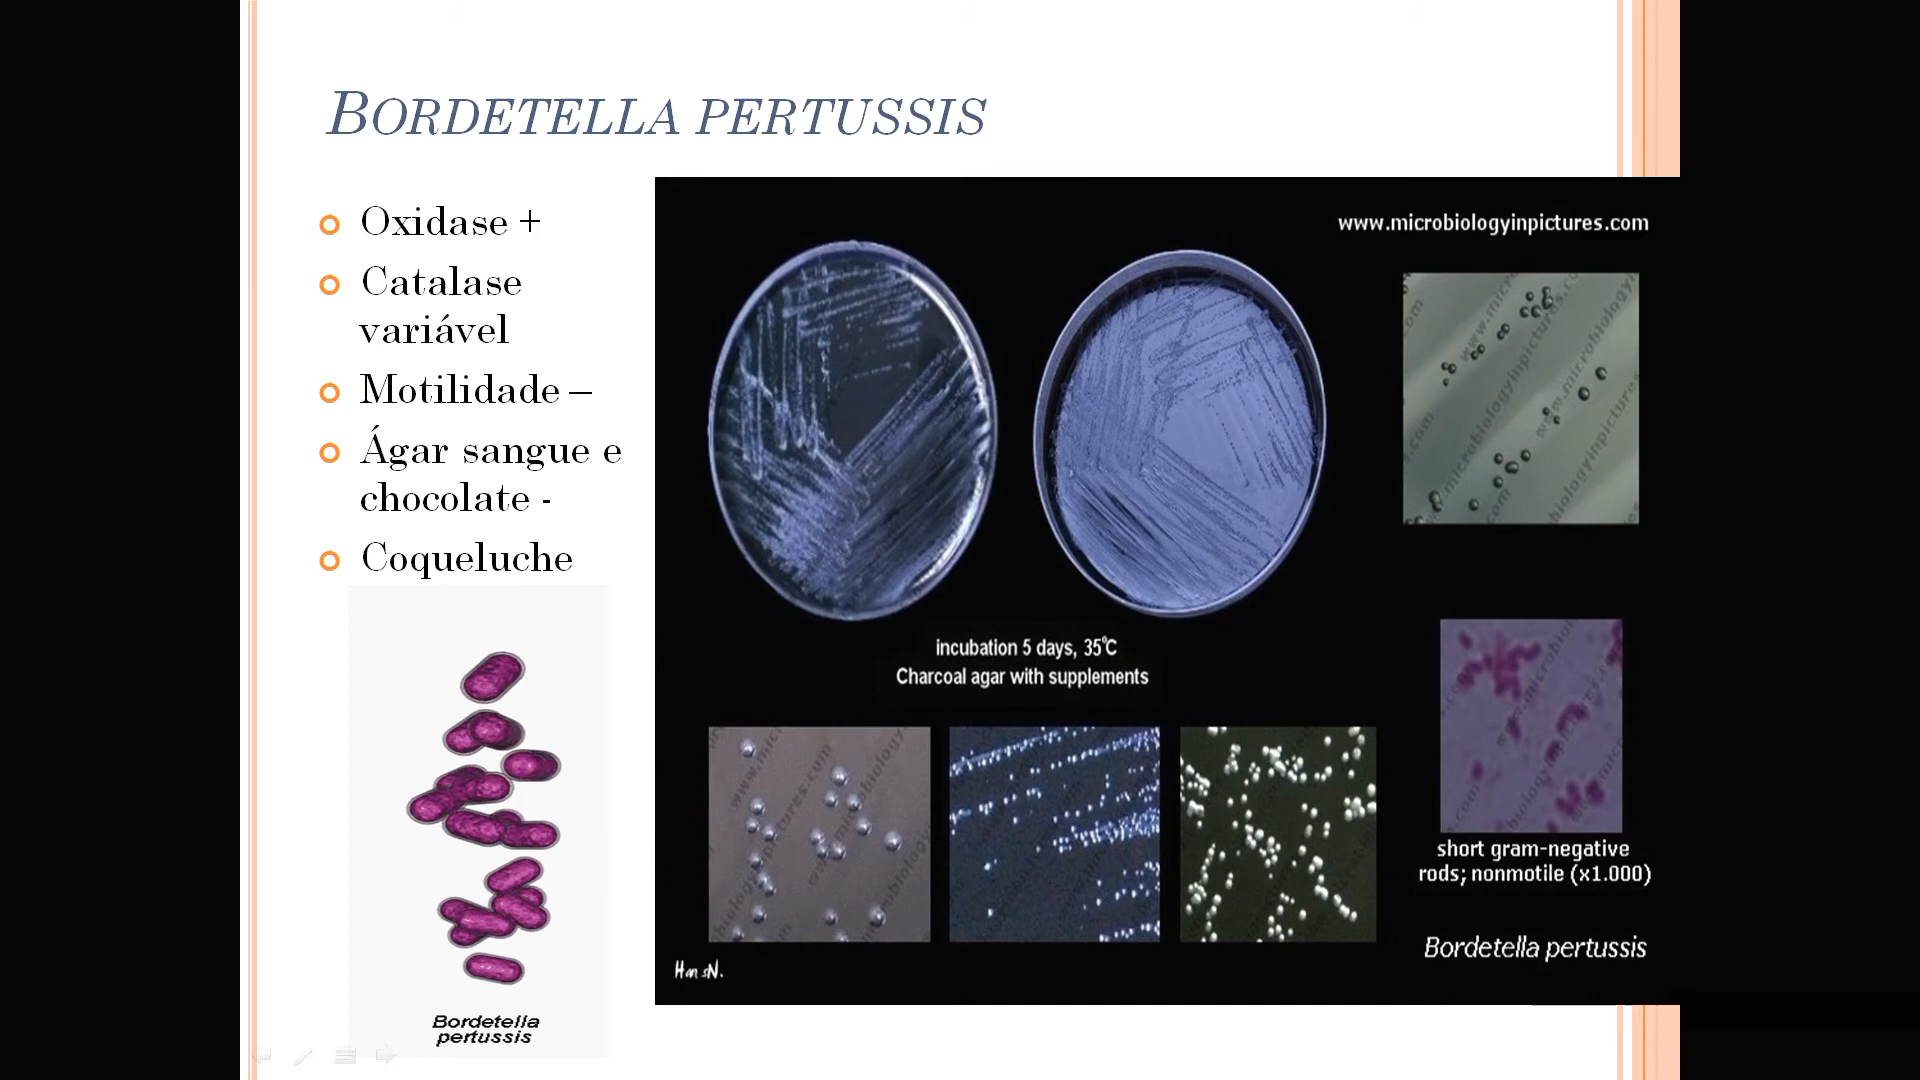 BORDETELLA PERTUSSIS
Oxidase +
Catalase
variável
Motilidade –
Ágar sangue e
chocolate -
Coqueluche
Bordetella
pertussis
www.microbiologyinpictures.com
incubation 5 days, 35°C
Charcoal agar with supplements
short gram-negative
rods; nonmotile (x1.000)
Bordetella pertussis
HansN.